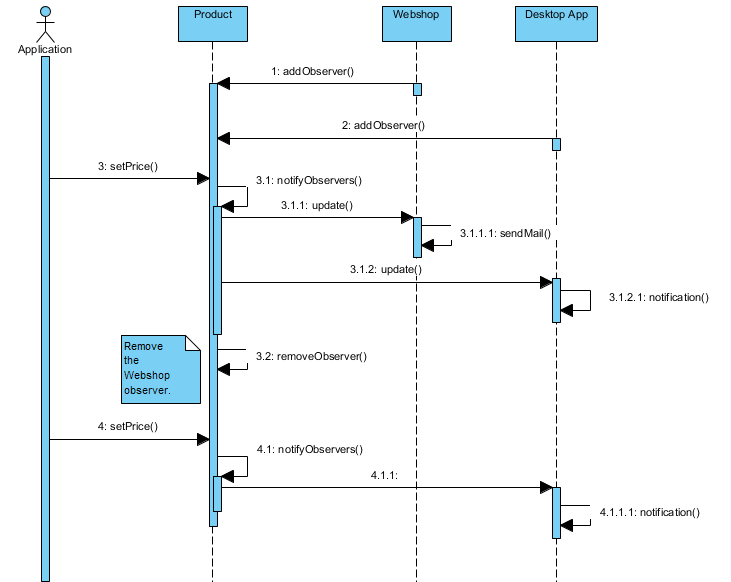 Product
Webshop
Desktop App
Application
1: addObserver()
2: addObserver()
3: setPrice()
3.1: notifyObservers()
3.1.1: update()
3.1.1.1: sendMail()
3.1.2: update()
3.1.2.1: notification()
Remove
the
Webshop
observer.
3.2: removeObserver()
4: setPrice()
4.1: notifyObservers()
4.1.1:
4.1.1.1: notification()